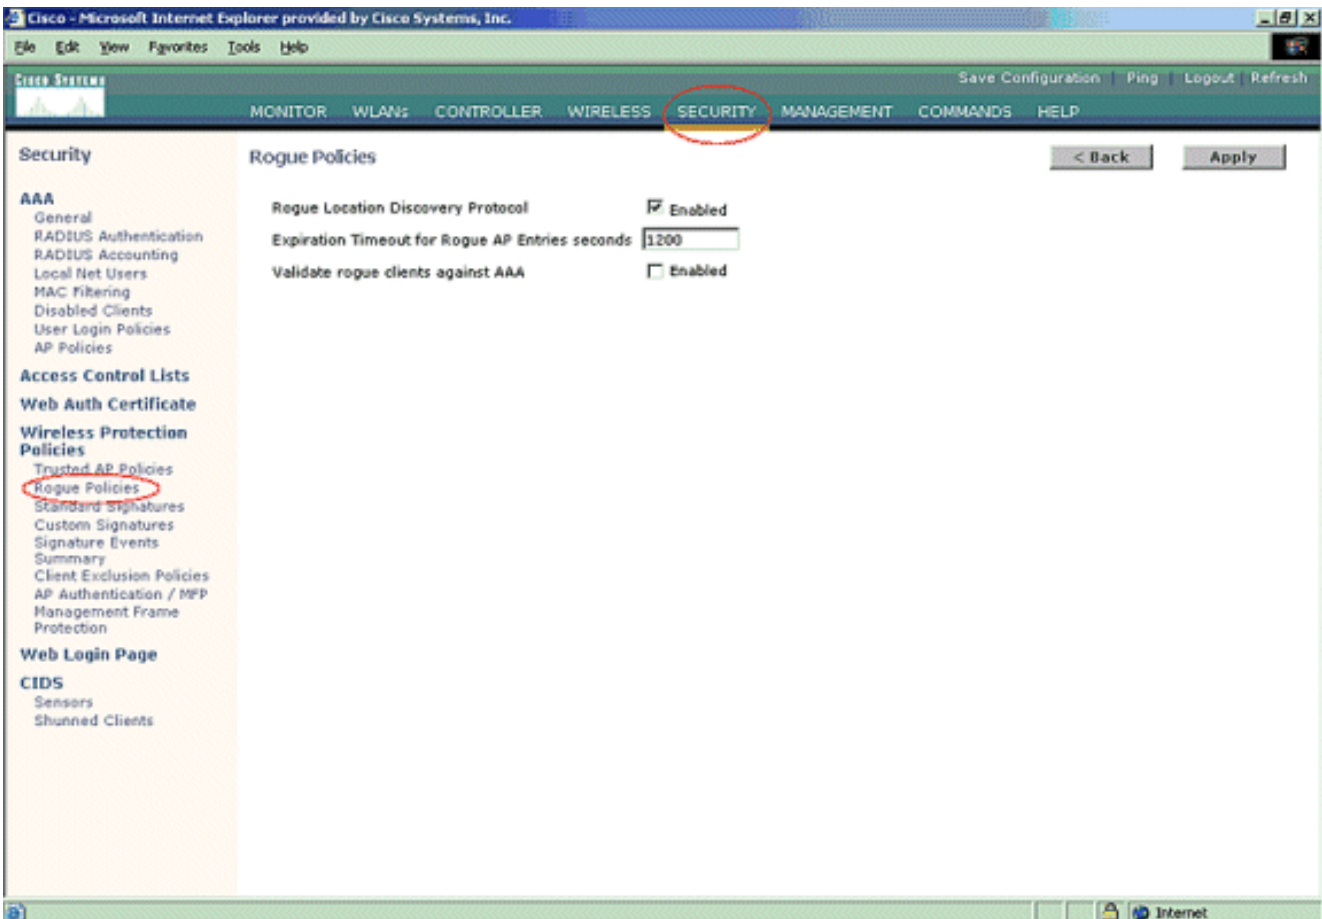 Cisco - Microsoft Internet Explorer provided by Cisco Systems, Inc.
File Edit View Favorites Tools Help
CISCO SYSTEMS
Save Configuration | Ping | Logout | Refresh
MONITOR WLANs CONTROLLER WIRELESS SECURITY MANAGEMENT COMMANDS HELP
Security
AAA
General
RADIUS Authentication
RADIUS Accounting
Local Net Users
MAC Filtering
Disabled Clients
User Login Policies
AP Policies
Access Control Lists
Web Auth Certificate
Wireless Protection
Policies
Trusted AP Policies
Rogue Policies
Standard Signatures
Custom Signatures
Signature Events
Summary
Client Exclusion Policies
AP Authentication / MFP
Management Frame
Protection
Web Login Page
CIDS
Sensors
Shunned Clients
Rogue Policies
< Back Apply
Rogue Location Discovery Protocol Enabled
Expiration Timeout for Rogue AP Entries seconds 1200
Validate rogue clients against AAA Enabled
Internet